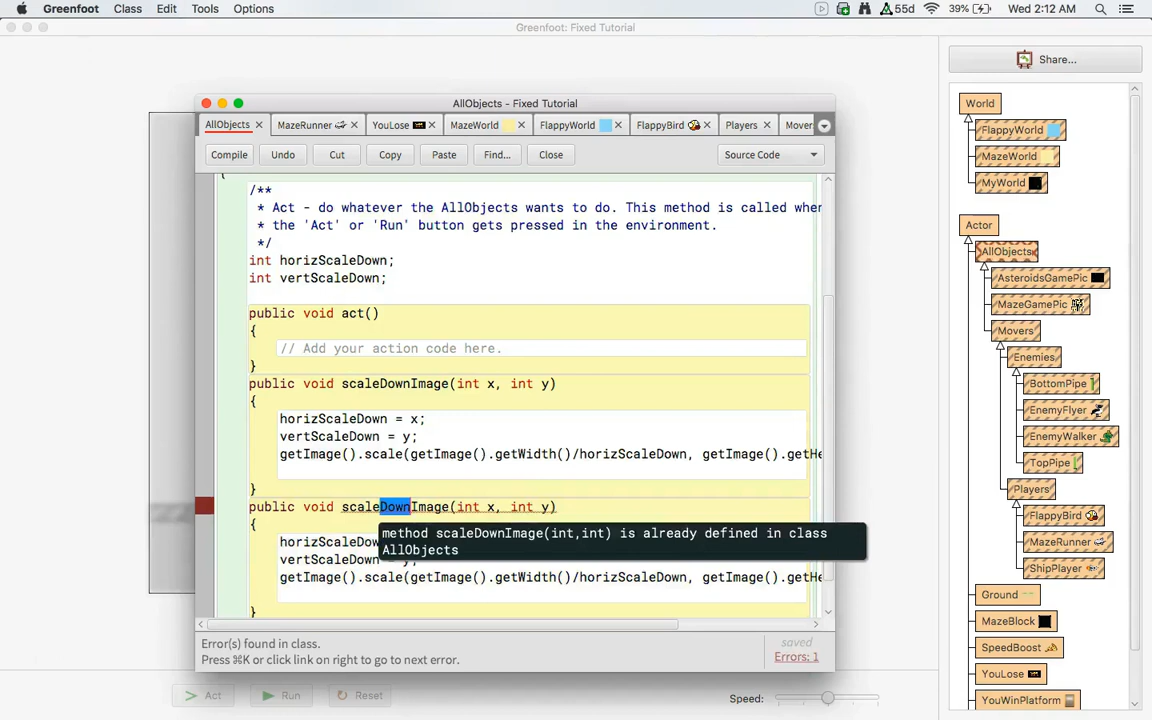 Greenfoot Class Edit Tools Options 55d 39% Wed 2:12 AM
Greenfoot: Fixed Tutorial
Share...
World
FlappyWorld
MazeWorld
MyWorld
Actor
AllObjects
AsteroidsGamePic
MazeGamePic
Movers
Enemies
BottomPipe
EnemyFlyer
EnemyWalker
TopPipe
Players
FlappyBird
MazeRunner
ShipPlayer
Ground
MazeBlock
SpeedBoost
YouLose
YouWinPlatform
AllObjects - Fixed Tutorial
AllObjects MazeRunner YouLose MazeWorld FlappyWorld FlappyBird Players Mover
Compile Undo Cut Copy Paste Find... Close Source Code
/**
* Act - do whatever the AllObjects wants to do. This method is called when
* the 'Act' or 'Run' button gets pressed in the environment.
*/
int horizScaleDown;
int vertScaleDown;
public void act()
{
// Add your action code here.
}
public void scaleDownImage(int x, int y)
{
horizScaleDown = x;
vertScaleDown = y;
getImage().scale(getImage().getWidth()/horizScaleDown, getImage().getHe
}
public void scaleDownImage(int x, int y)
{
method scaleDownImage(int,int) is already defined in class
AllObjects
getImage().scale(getImage().getWidth()/horizScaleDown, getImage().getHe
}
Error(s) found in class.
Press ⌘K or click link on right to go to next error.
saved
Errors: 1
Act Run Reset Speed: